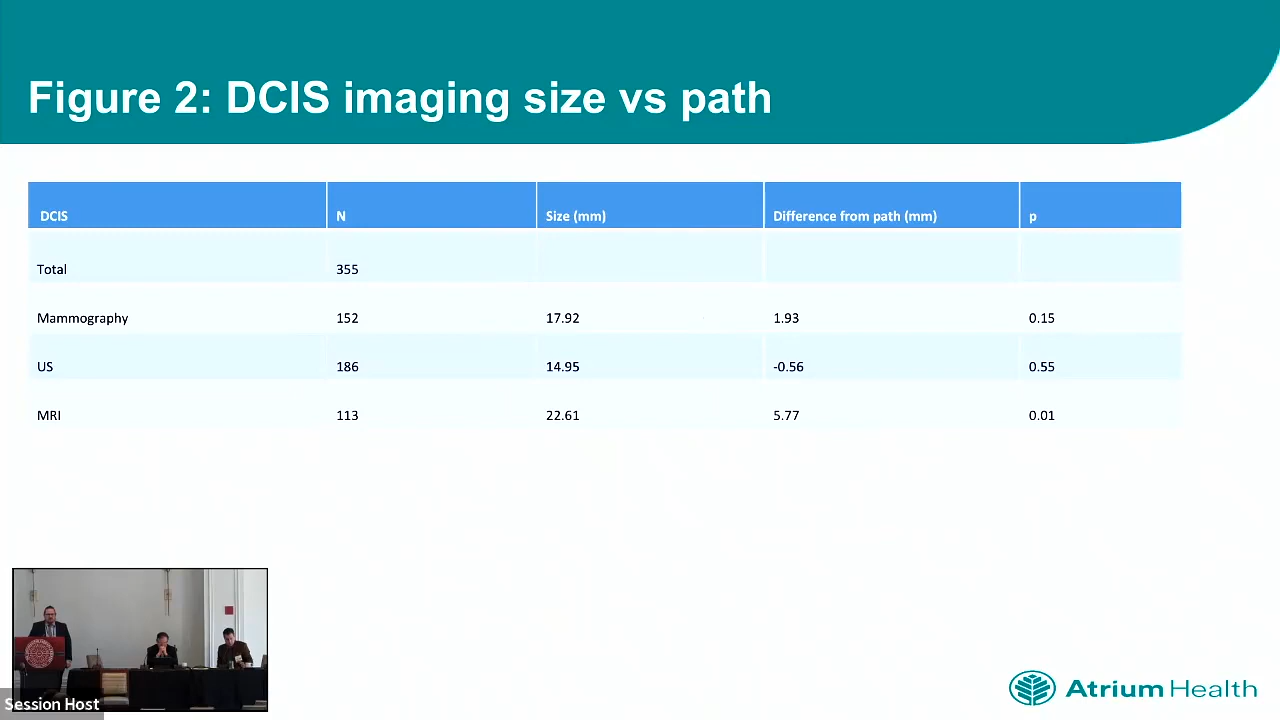 Figure 2: DCIS imaging size vs path
DCIS N Size (mm) Difference from path (mm) p
Total 355
Mammography 152 17.92 1.93 0.15
US 186 14.95 -0.56 0.55
MRI 113 22.61 5.77 0.01
Session Host
Atrium Health